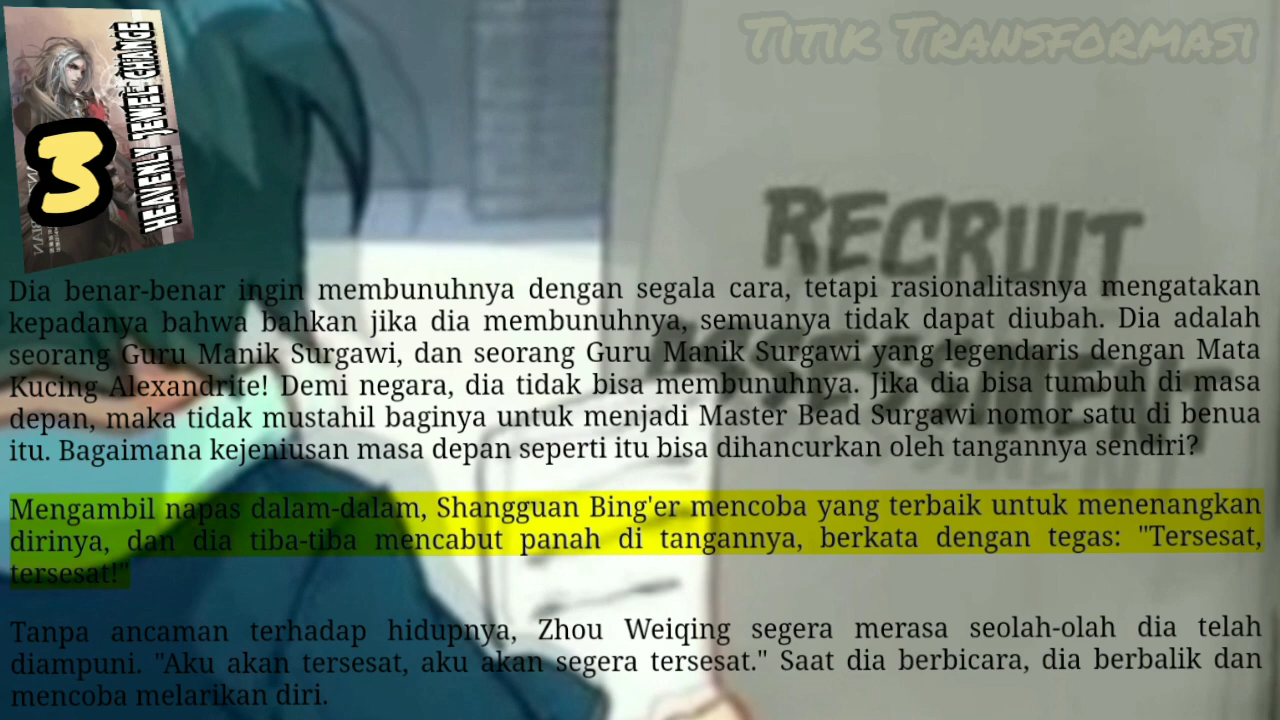 Titik Transformasi
HEAVENLY JEWEL CHANGE
3
RECRUIT
Dia benar-benar ingin membunuhnya dengan segala cara, tetapi rasionalitasnya mengatakan
kepadanya bahwa bahkan jika dia membunuhnya, semuanya tidak dapat diubah. Dia adalah
seorang Guru Manik Surgawi, dan seorang Guru Manik Surgawi yang legendaris dengan Mata
Kucing Alexandrite! Demi negara, dia tidak bisa membunuhnya. Jika dia bisa tumbuh di masa
depan, maka tidak mustahil baginya untuk menjadi Master Bead Surgawi nomor satu di benua
itu. Bagaimana kejeniusan masa depan seperti itu bisa dihancurkan oleh tangannya sendiri?
Mengambil napas dalam-dalam, Shangguan Bing'er mencoba yang terbaik untuk menenangkan
dirinya, dan dia tiba-tiba mencabut panah di tangannya, berkata dengan tegas: "Tersesat,
tersesat!"
Tanpa ancaman terhadap hidupnya, Zhou Weiqing segera merasa seolah-olah dia telah
diampuni. "Aku akan tersesat, aku akan segera tersesat." Saat dia berbicara, dia berbalik dan
mencoba melarikan diri.